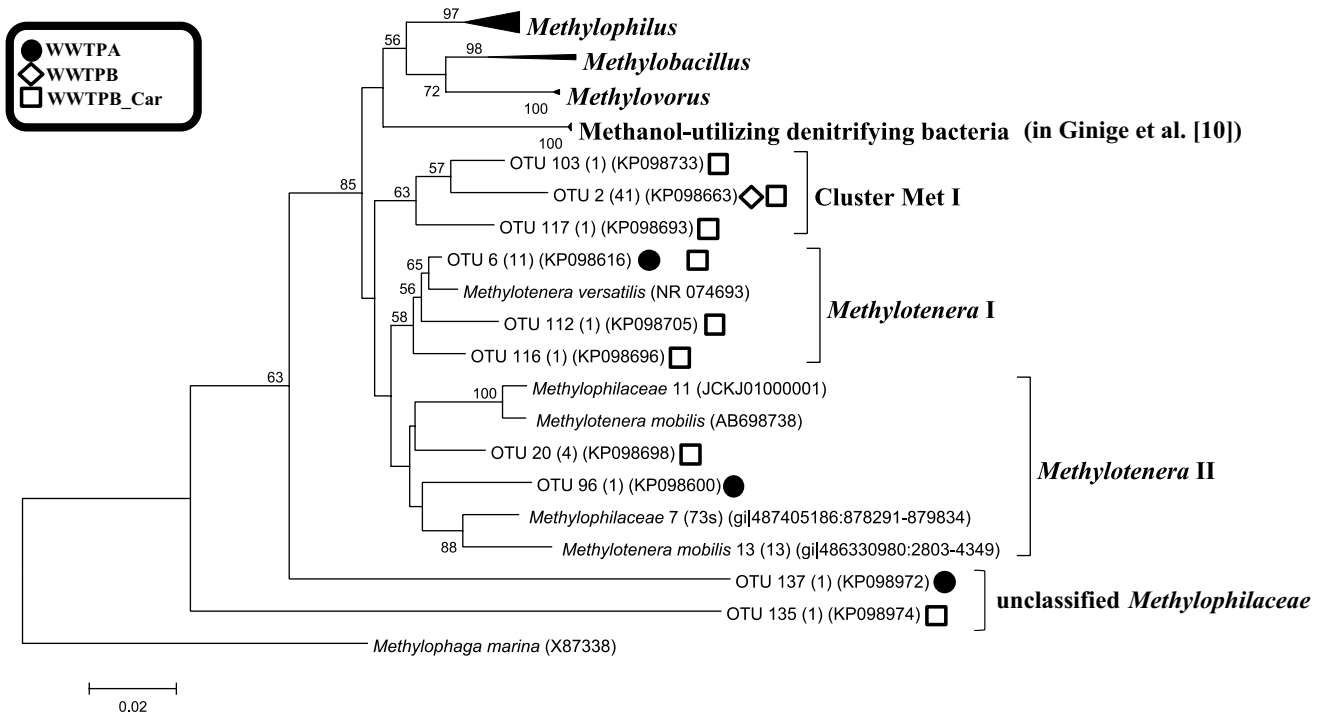 WWTPA
WWTPB
WWTPB_Car
97
Methylophilus
56
98
Methylobacillus
72
Methylovorus
100
Methanol-utilizing denitrifying bacteria (in Ginige et al. [10])
100
OTU 103 (1) (KP098733)
57
85
63
OTU 2 (41) (KP098663)
Cluster Met I
OTU 117 (1) (KP098693)
OTU 6 (11) (KP098616)
65
Methylotenera versatilis (NR 074693)
56
Methylotenera I
58
OTU 112 (1) (KP098705)
OTU 116 (1) (KP098696)
63
Methylophilaceae 11 (JCKJ01000001)
100
Methylotenera mobilis (AB698738)
OTU 20 (4) (KP098698)
Methylotenera II
OTU 96 (1) (KP098600)
Methylophilaceae 7 (73s) (gi|487405186:878291-879834)
88
Methylotenera mobilis 13 (13) (gi|486330980:2803-4349)
OTU 137 (1) (KP098972)
unclassified Methylophilaceae
OTU 135 (1) (KP098974)
Methylophaga marina (X87338)
0.02